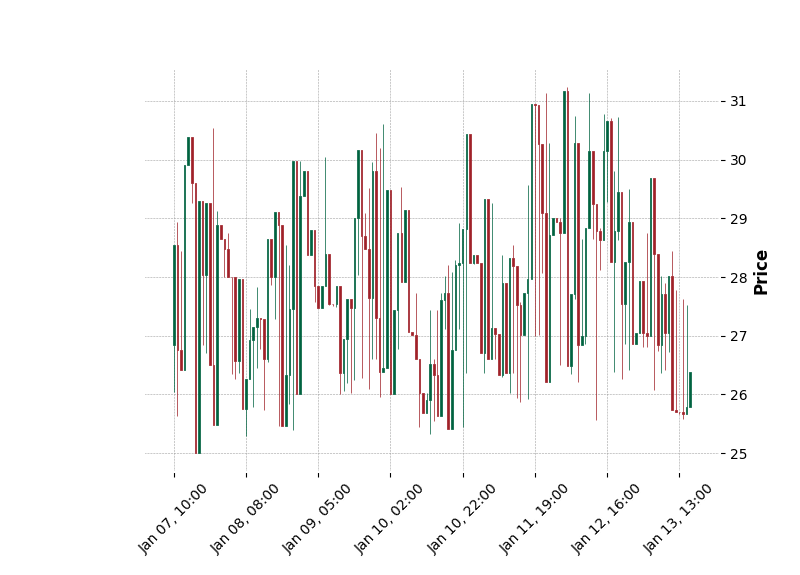 31
30
29
28
27
26
25
Price
Jan 07, 10:00
Jan 08, 08:00
Jan 09, 05:00
Jan 10, 02:00
Jan 10, 22:00
Jan 11, 19:00
Jan 12, 16:00
Jan 13, 13:00